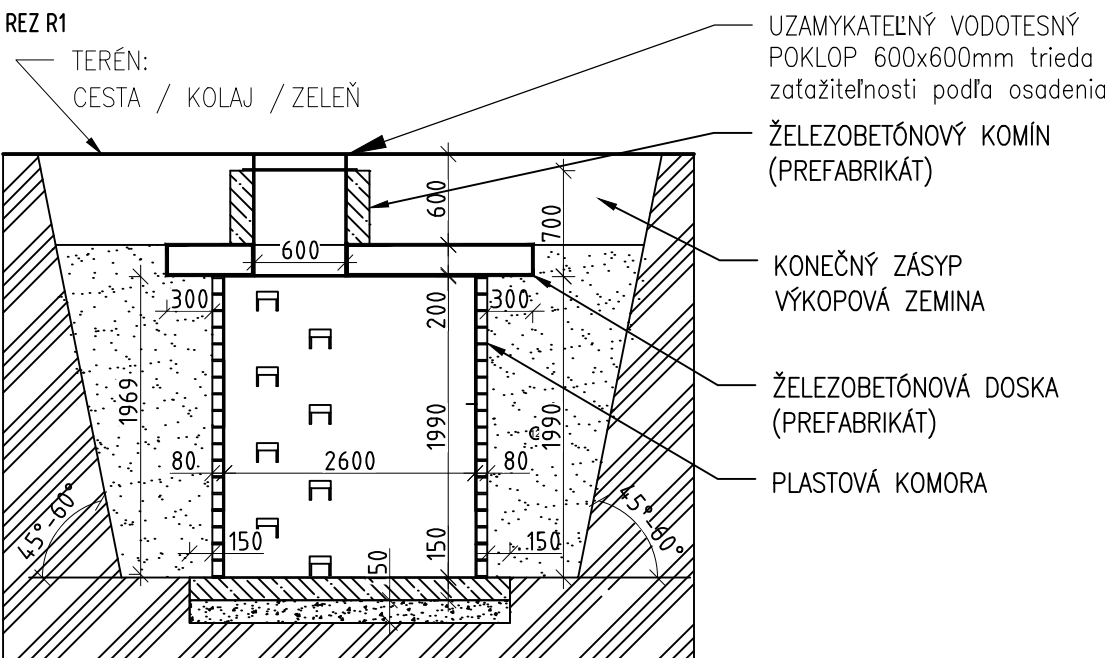 REZ R1
TERÉN:
CESTA / KOLAJ / ZELEŇ
UZAMYKATEĽNÝ VODOTESNÝ
POKLOP 600x600mm trieda
zaťažiteľnosti podľa osadenia
ŽELEZOBETÓNOVÝ KOMÍN
(PREFABRIKÁT)
KONEČNÝ ZÁSYP
VÝKOPOVÁ ZEMINA
ŽELEZOBETÓNOVÁ DOSKA
(PREFABRIKÁT)
PLASTOVÁ KOMORA
600
700
600
300
200
300
1969
1990
1990
80
2600
80
45°-60°
45°-60°
150
50
150
150